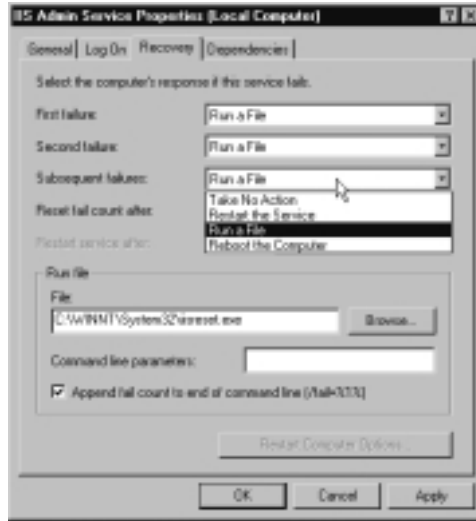 IIS Admin Service Properties (Local Computer)
General Log On Recovery Dependencies
Select the computer's response if this service fails.
First failure: Run a File
Second failure: Run a File
Subsequent failures: Run a File
Take No Action
Reset fail count after: Restart the Service
Run a File
Restart service after: Reboot the Computer
Run file
File:
C:\WINNT\System32\iisreset.exe Browse...
Command line parameters:
Append fail count to end of command line (/fail=%1%)
Restart Computer Options...
OK Cancel Apply